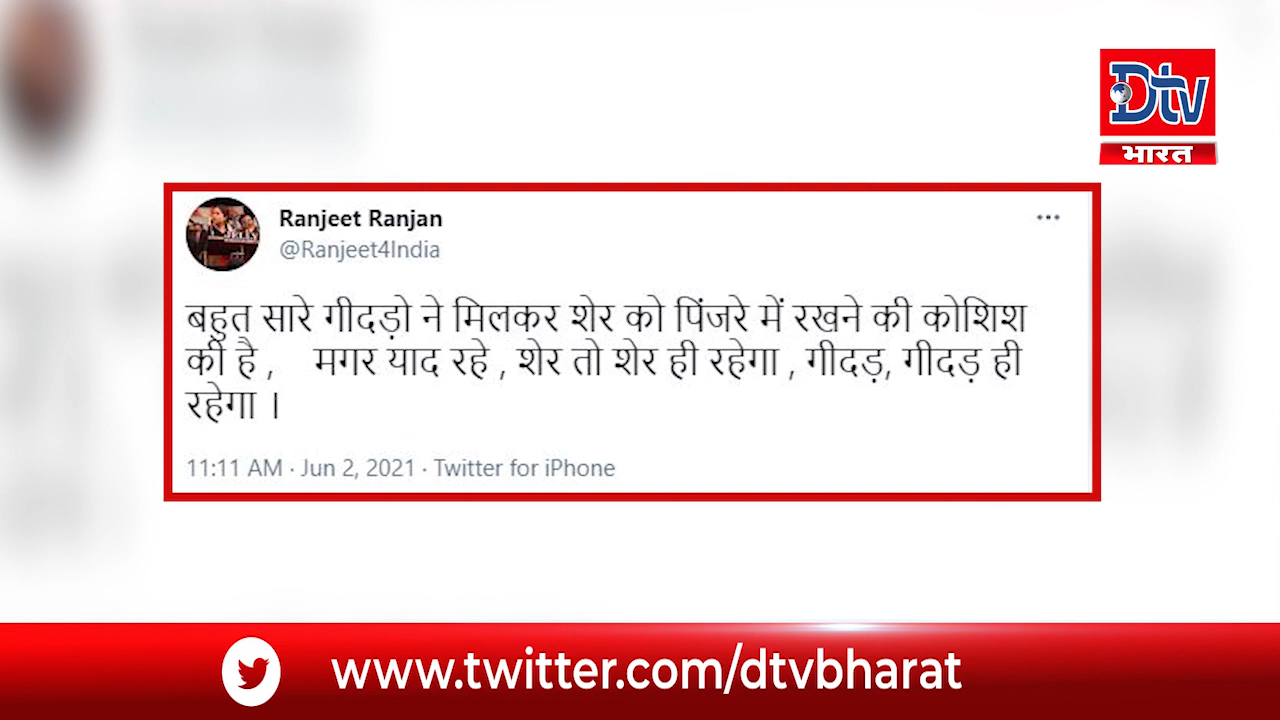 Dtv
भारत
Ranjeet Ranjan
@Ranjeet4India
बहुत सारे गीदड़ो ने मिलकर शेर को पिंजरे में रखने की कोशिश
की है , मगर याद रहे , शेर तो शेर ही रहेगा , गीदड़, गीदड़ ही
रहेगा ।
11:11 AM · Jun 2, 2021 · Twitter for iPhone
www.twitter.com/dtvbharat